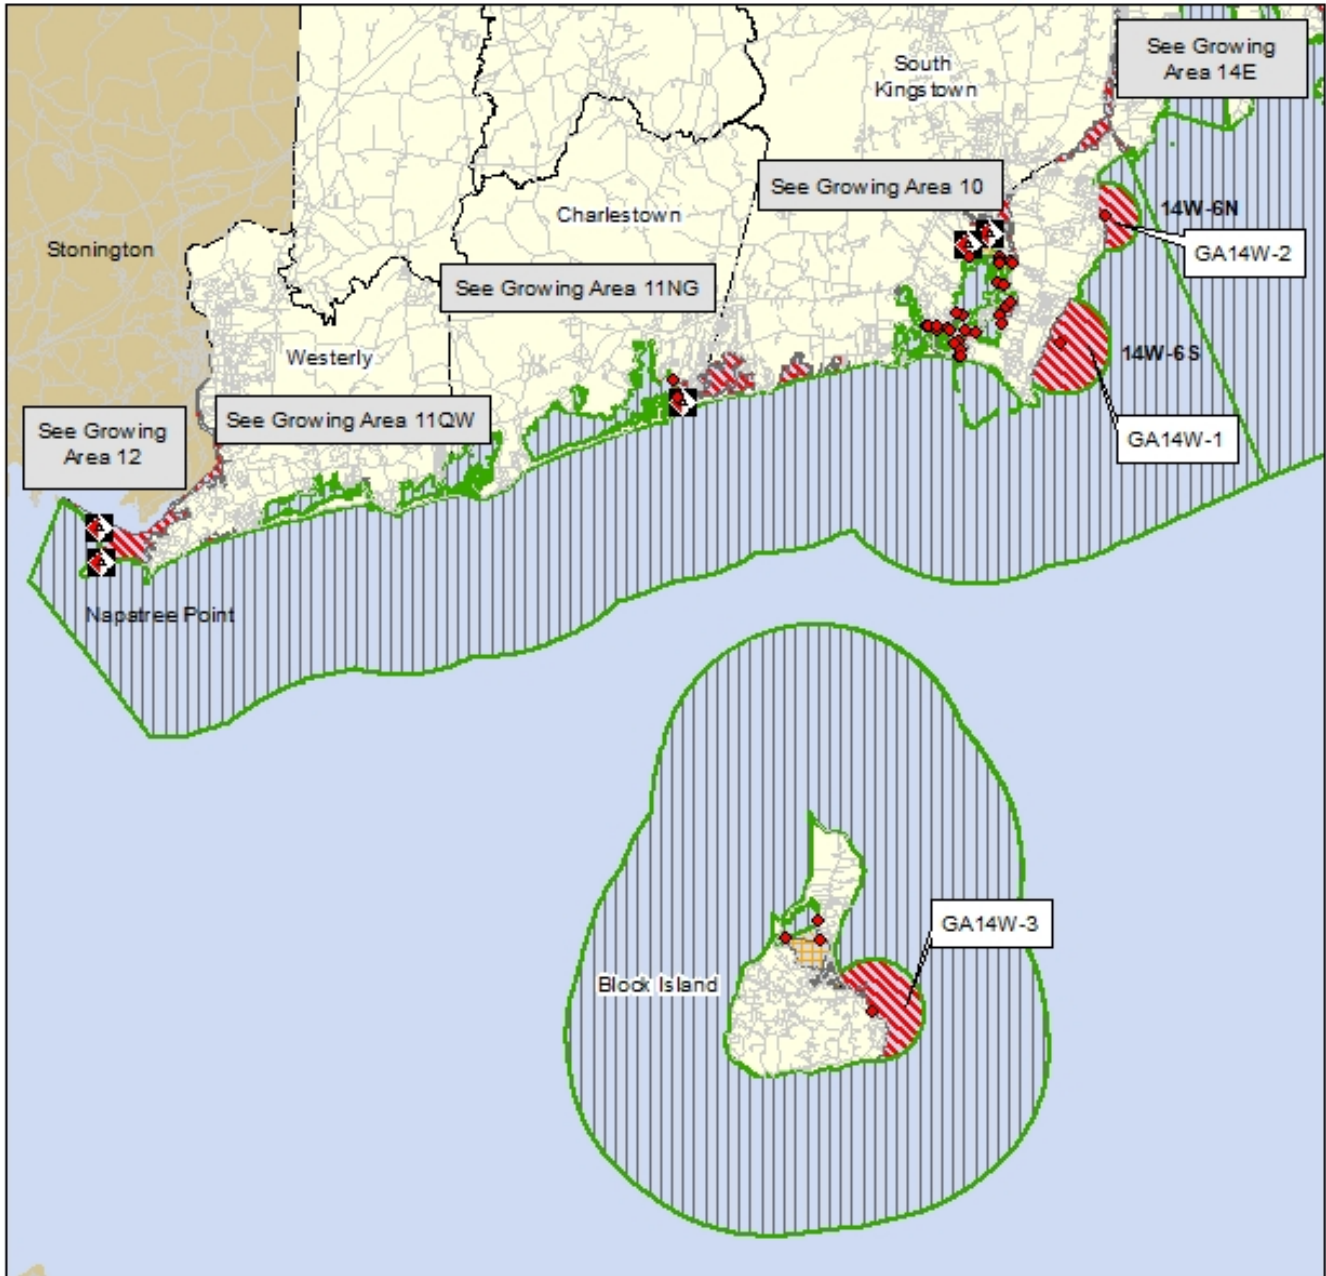 See Growing
Area 14E
South
Kingstown
See Growing Area 10
14W-6N
Charlestown
Stonington
GA14W-2
See Growing Area 11NG
Westerly
14W-6S
See Growing Area 11QW
See Growing
Area 12
GA14W-1
Napatree Point
GA14W-3
Block Island